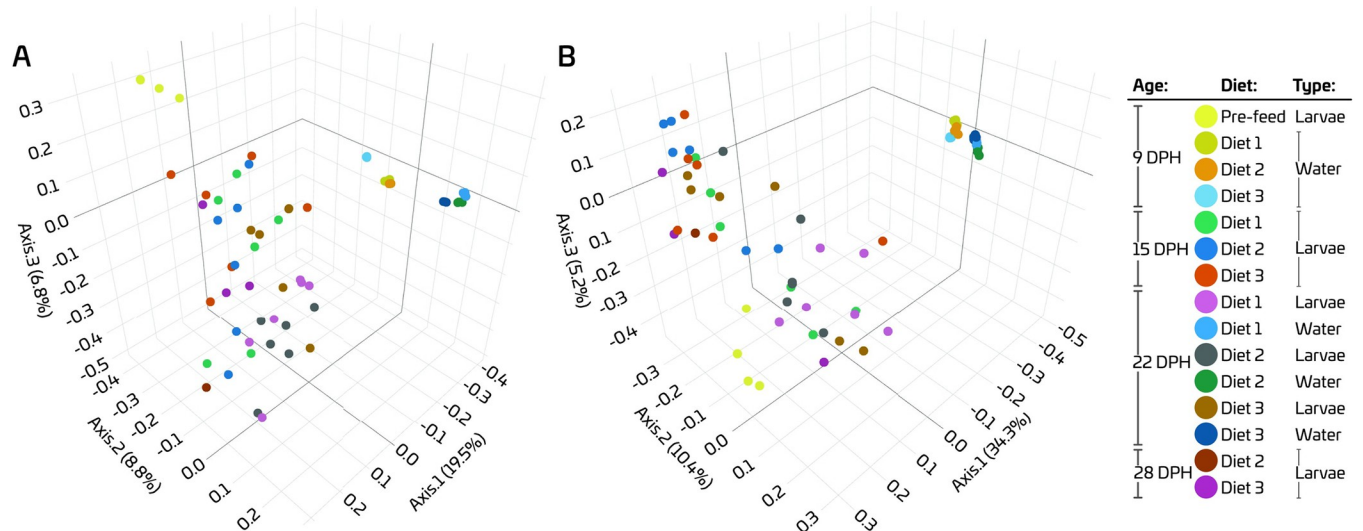 A
0.3
0.2
0.1
0.0
-0.1
-0.2
-0.3
-0.4
-0.5
Axis.3 (6.8%)
-0.4
-0.3
-0.2
-0.1
0.0
Axis.2 (8.8%)
0.1
0.2
0.2
0.1
0.0
-0.1
-0.2
-0.3
-0.4
Axis.1 (19.5%)
B
0.2
0.1
0.0
0.1
-0.2
-0.3
-0.4
Axis.3 (5.2%)
-0.3
-0.2
-0.1
0.0
Axis.2 (10.4%)
0.1
0.2
0.3
0.3
0.2
0.1
0.0
-0.1
-0.2
-0.3
-0.4
-0.5
Axis.1 (34.3%)
Age: Diet: Type:
Pre-feed Larvae
Diet 1
9 DPH Diet 2 Water
Diet 3
Diet 1
15 DPH Diet 2 Larvae
Diet 3
Diet 1 Larvae
Diet 1 Water
22 DPH Diet 2 Larvae
Diet 2 Water
Diet 3 Larvae
Diet 3 Water
28 DPH Diet 2 Larvae
Diet 3